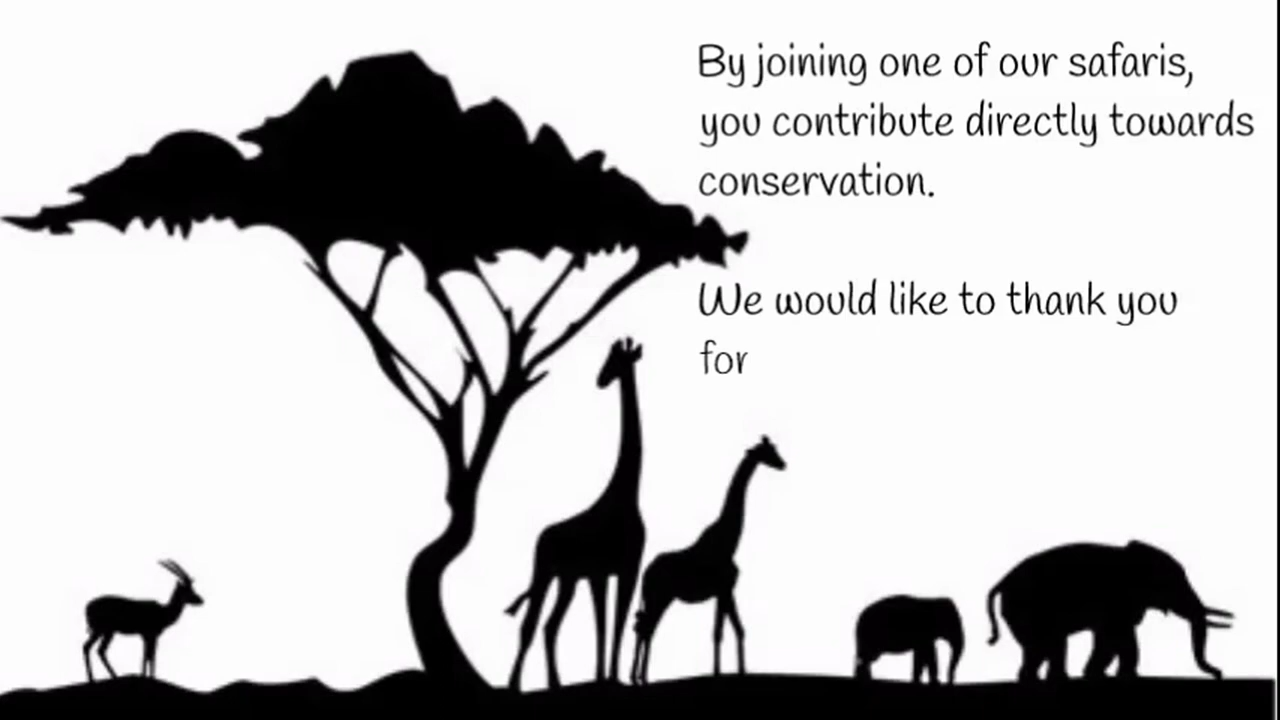 By joining one of our safaris,
you contribute directly towards
conservation.
We would like to thank you
for